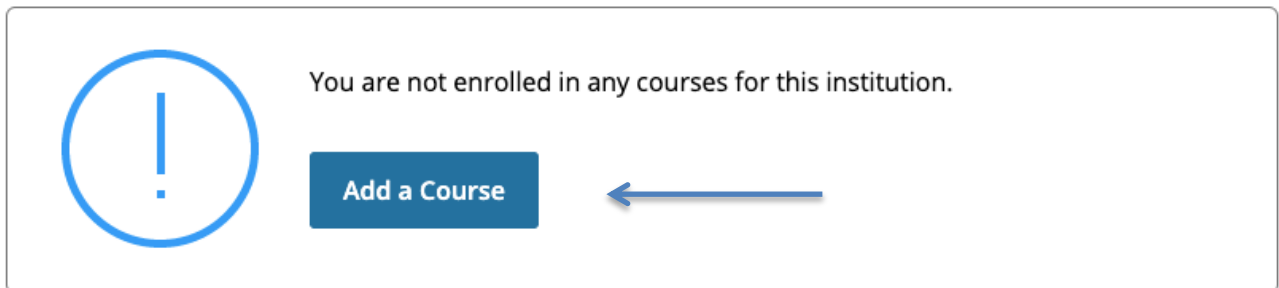 You are not enrolled in any courses for this institution.
Add a Course